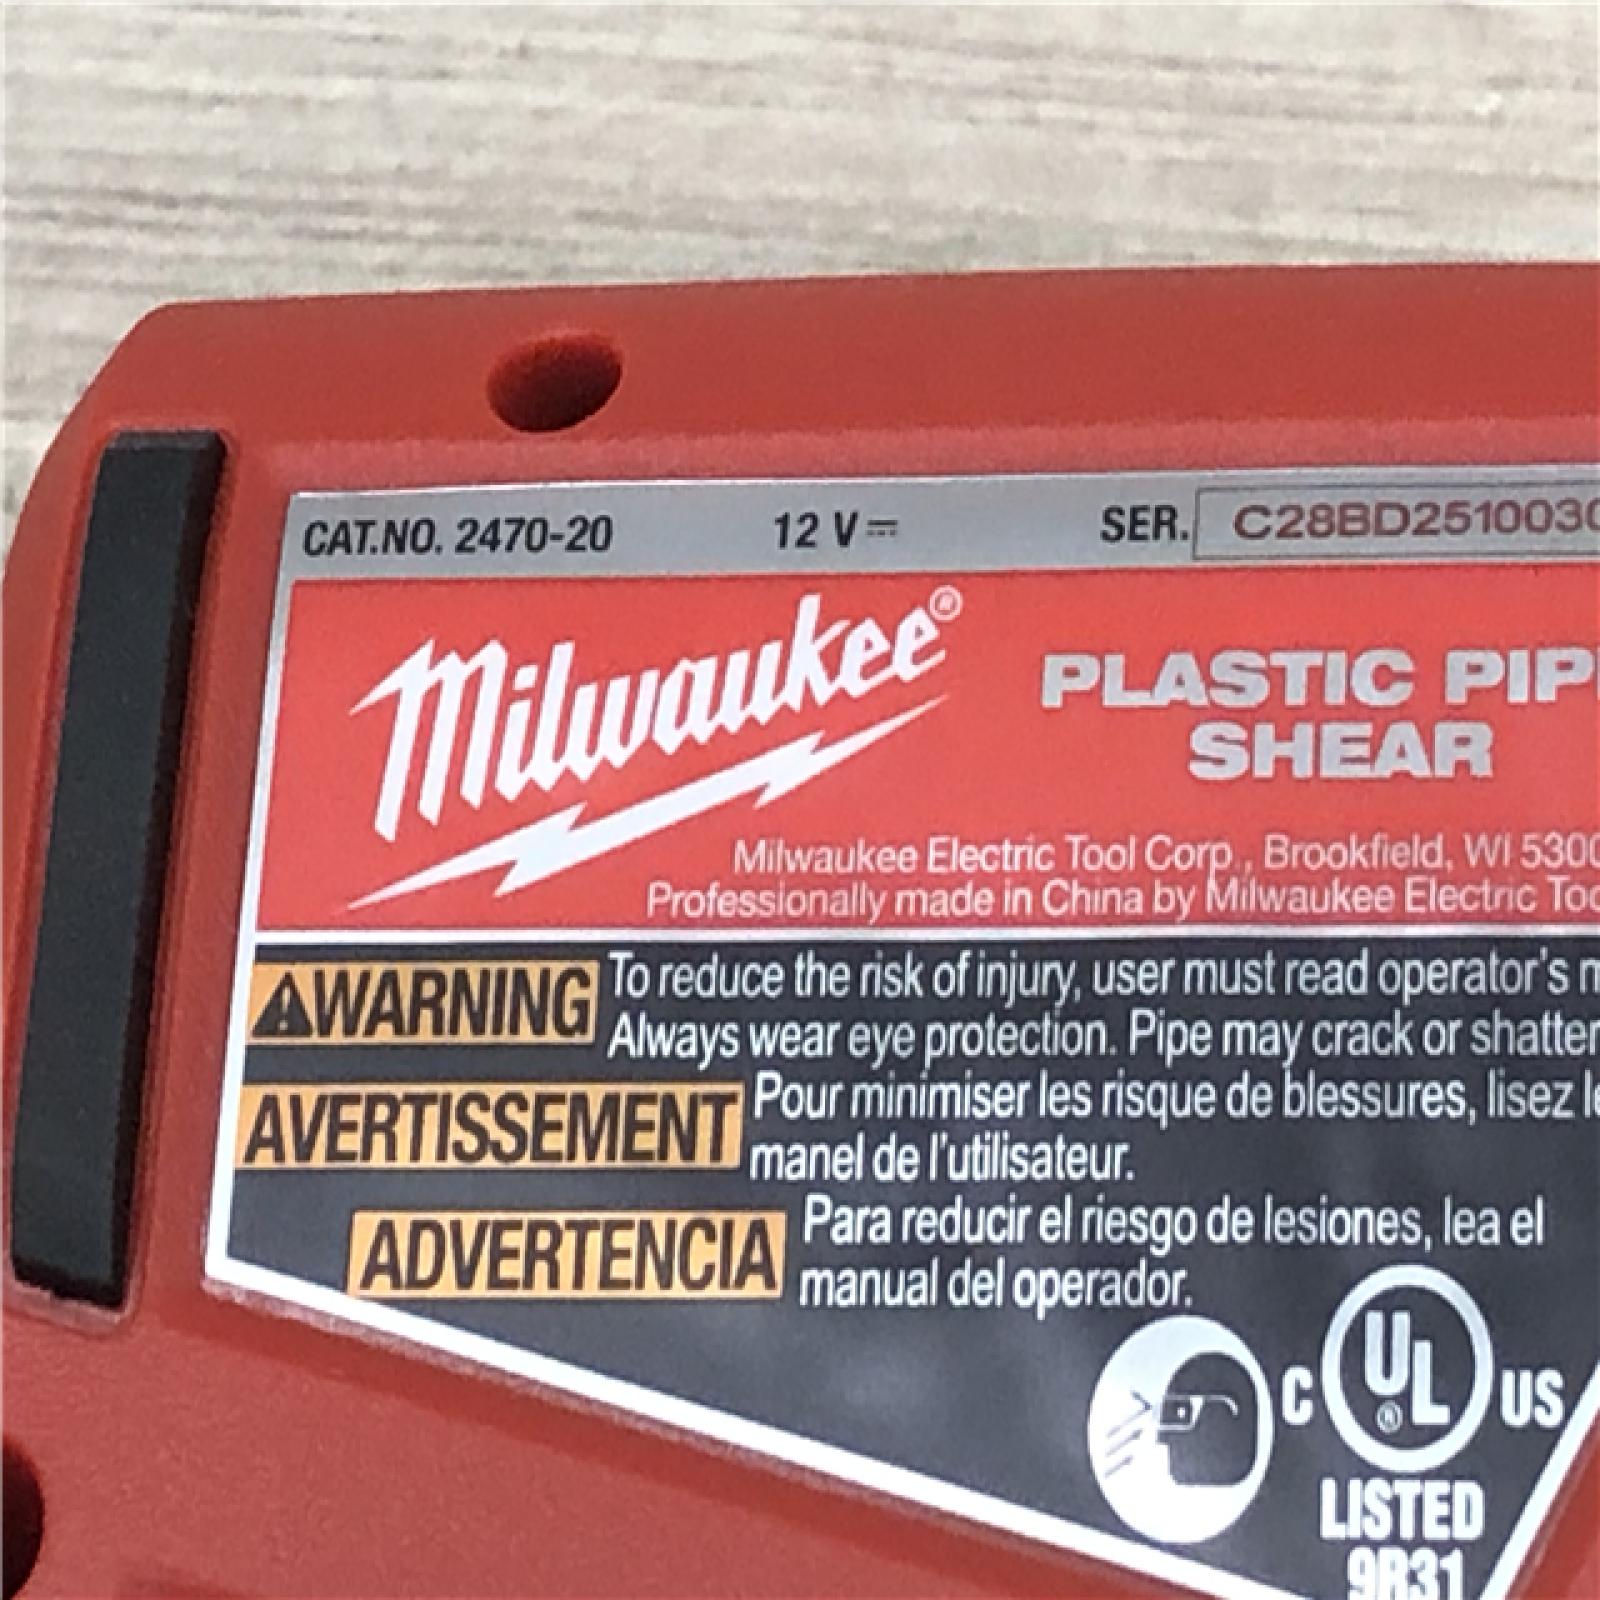 CAT.NO. 2470-20 12 V⎓ SER. C28BD2510030
Milwaukee®
PLASTIC PIP
SHEAR
Milwaukee Electric Tool Corp., Brookfield, WI 5300
Professionally made in China by Milwaukee Electric Too
⚠WARNING To reduce the risk of injury, user must read operator's m
Always wear eye protection. Pipe may crack or shatter
AVERTISSEMENT Pour minimiser les risque de blessures, lisez le
manel de l'utilisateur.
ADVERTENCIA Para reducir el riesgo de lesiones, lea el
manual del operador.
C UL® US
LISTED
9B31